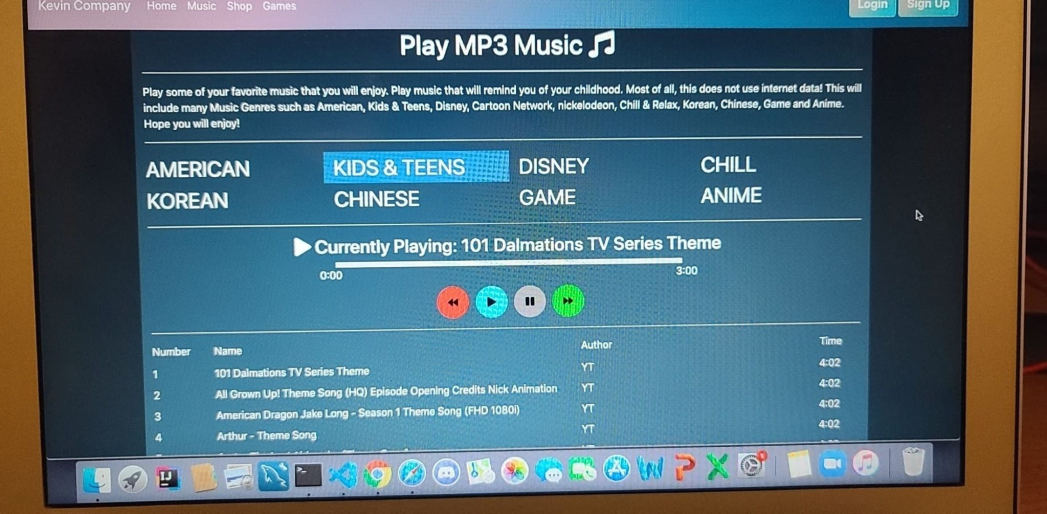 Kevin Company Home Music Shop Games Login Sign Up
Play MP3 Music
Play some of your favorite music that you will enjoy. Play music that will remind you of your childhood. Most of all, this does not use internet data! This will
include many Music Genres such as American, Kids & Teens, Disney, Cartoon Network, nickelodeon, Chill & Relax, Korean, Chinese, Game and Anime.
Hope you will enjoy!
AMERICAN KIDS & TEENS DISNEY CHILL
KOREAN CHINESE GAME ANIME
Currently Playing: 101 Dalmations TV Series Theme
0:00 3:00
Number Name Author Time
1 101 Dalmations TV Series Theme YT 4:02
2 All Grown Up! Theme Song (HQ) Episode Opening Credits Nick Animation YT 4:02
3 American Dragon Jake Long - Season 1 Theme Song (FHD 1080i) YT 4:02
4 Arthur - Theme Song YT 4:02